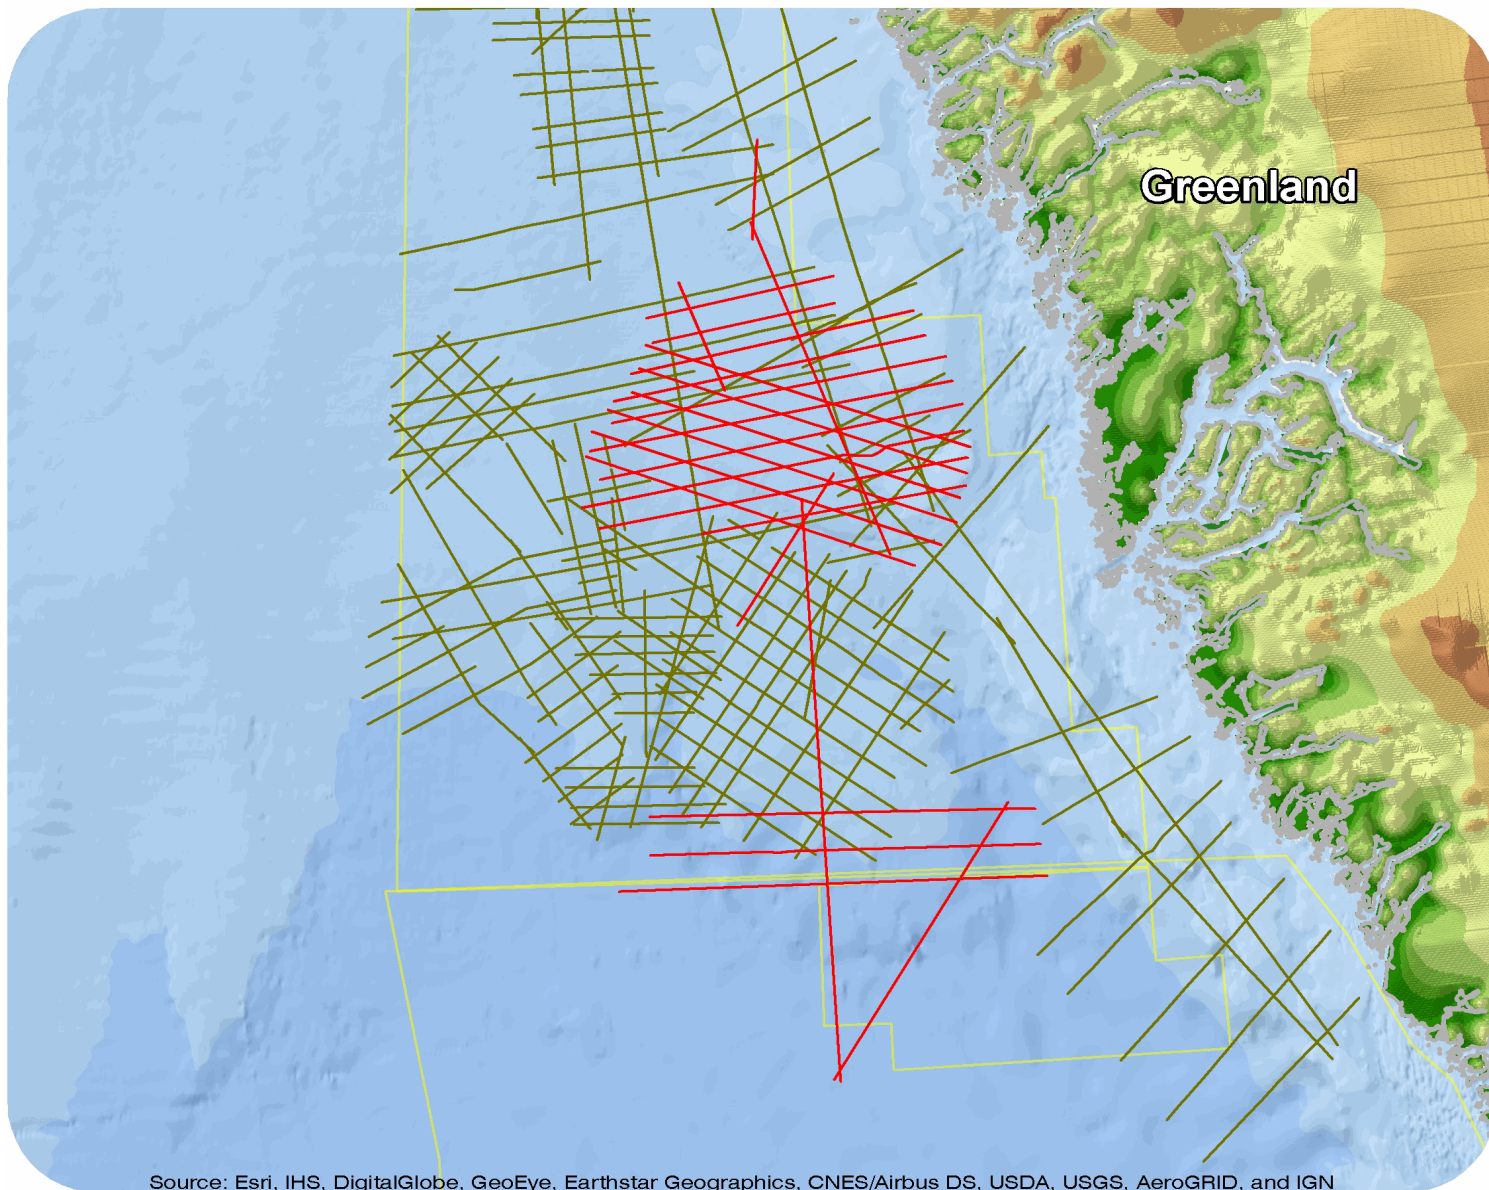 Greenland
Source: Esri, IHS, DigitalGlobe, GeoEye, Earthstar Geographics, CNES/Airbus DS, USDA, USGS, AeroGRID, and IGN